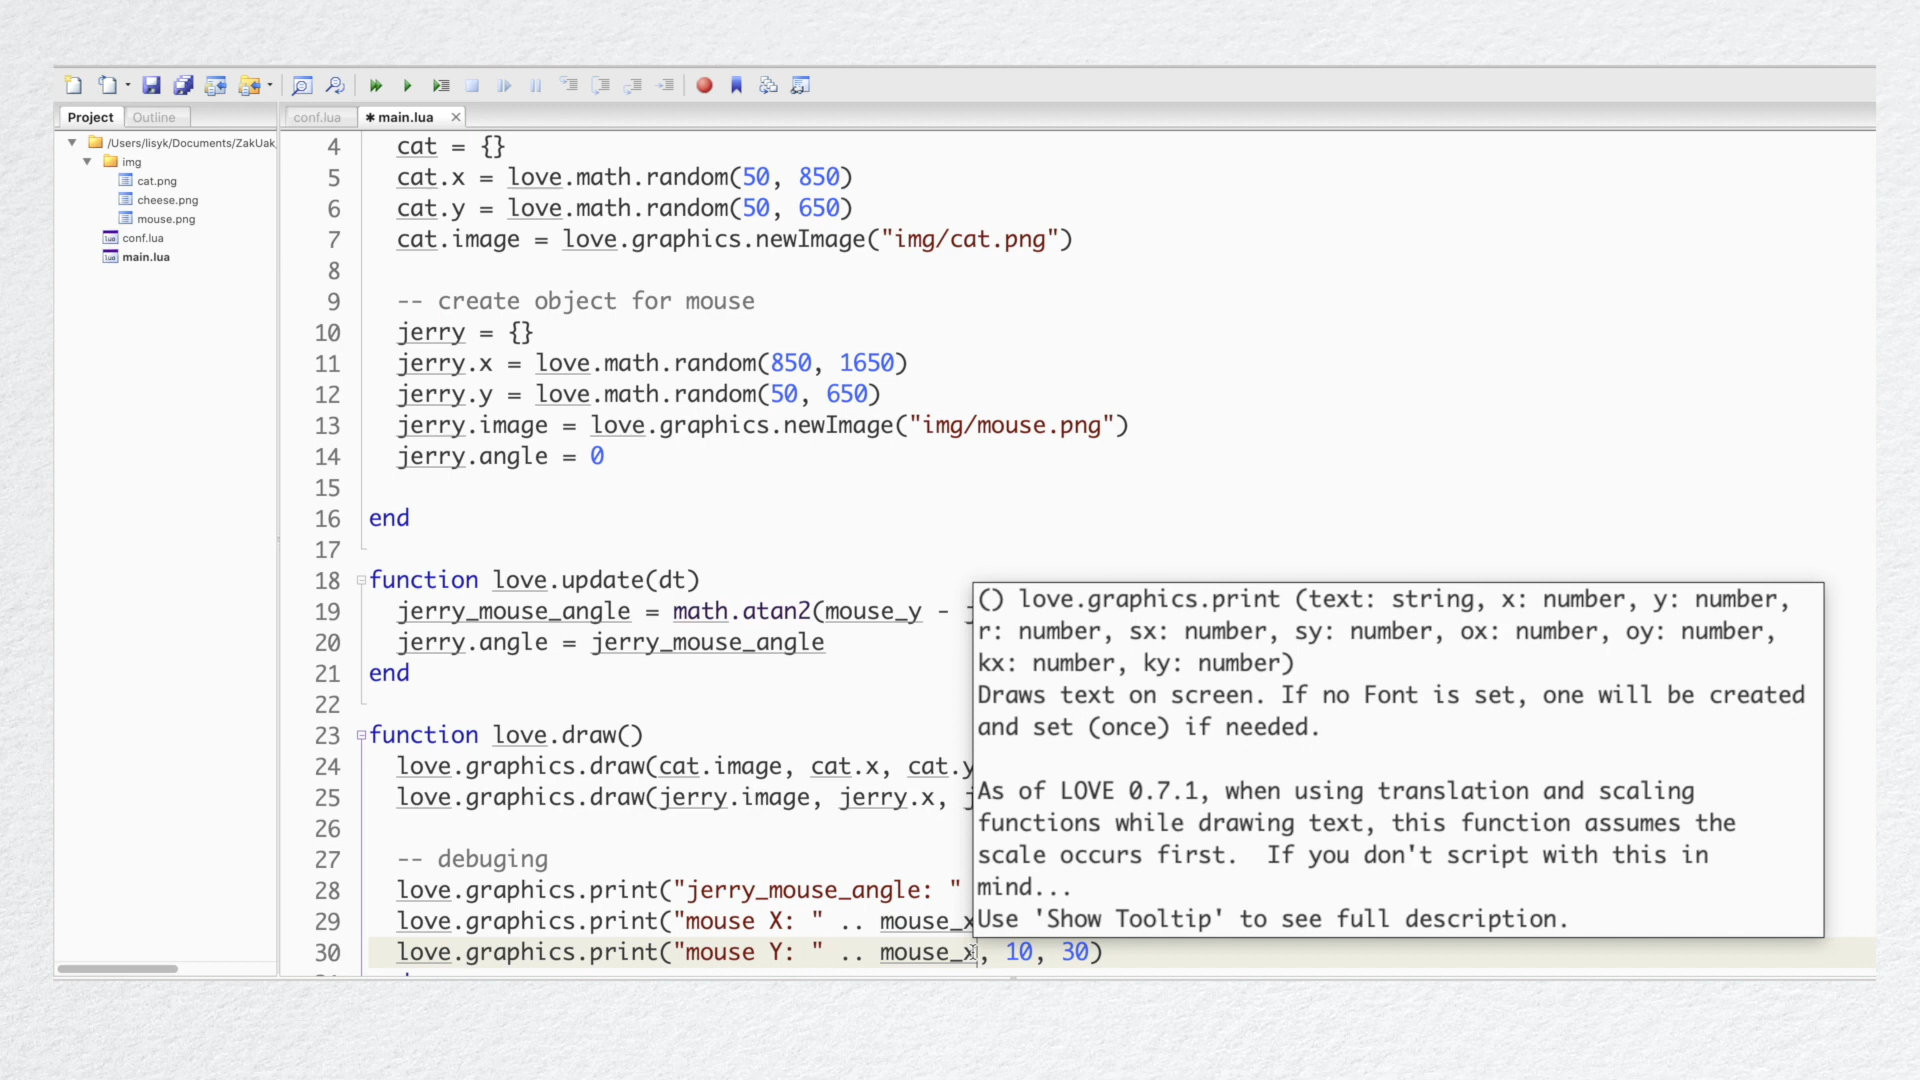 Project
Outline
conf.lua
✱ main.lua
/Users/lisyk/Documents/ZakUak
img
cat.png
cheese.png
mouse.png
conf.lua
main.lua
4 cat = {}
5 cat.x = love.math.random(50, 850)
6 cat.y = love.math.random(50, 650)
7 cat.image = love.graphics.newImage("img/cat.png")
8
9 -- create object for mouse
10 jerry = {}
11 jerry.x = love.math.random(850, 1650)
12 jerry.y = love.math.random(50, 650)
13 jerry.image = love.graphics.newImage("img/mouse.png")
14 jerry.angle = 0
15
16 end
17
18 function love.update(dt)
19 jerry_mouse_angle = math.atan2(mouse_y -
20 jerry.angle = jerry_mouse_angle
21 end
22
23 function love.draw()
24 love.graphics.draw(cat.image, cat.x, cat.y
25 love.graphics.draw(jerry.image, jerry.x,
26
27 -- debuging
28 love.graphics.print("jerry_mouse_angle: "
29 love.graphics.print("mouse X: " .. mouse_x
30 love.graphics.print("mouse Y: " .. mouse_x, 10, 30)
() love.graphics.print (text: string, x: number, y: number,
r: number, sx: number, sy: number, ox: number, oy: number,
kx: number, ky: number)
Draws text on screen. If no Font is set, one will be created
and set (once) if needed.
As of LOVE 0.7.1, when using translation and scaling
functions while drawing text, this function assumes the
scale occurs first.  If you don't script with this in
mind...
Use 'Show Tooltip' to see full description.